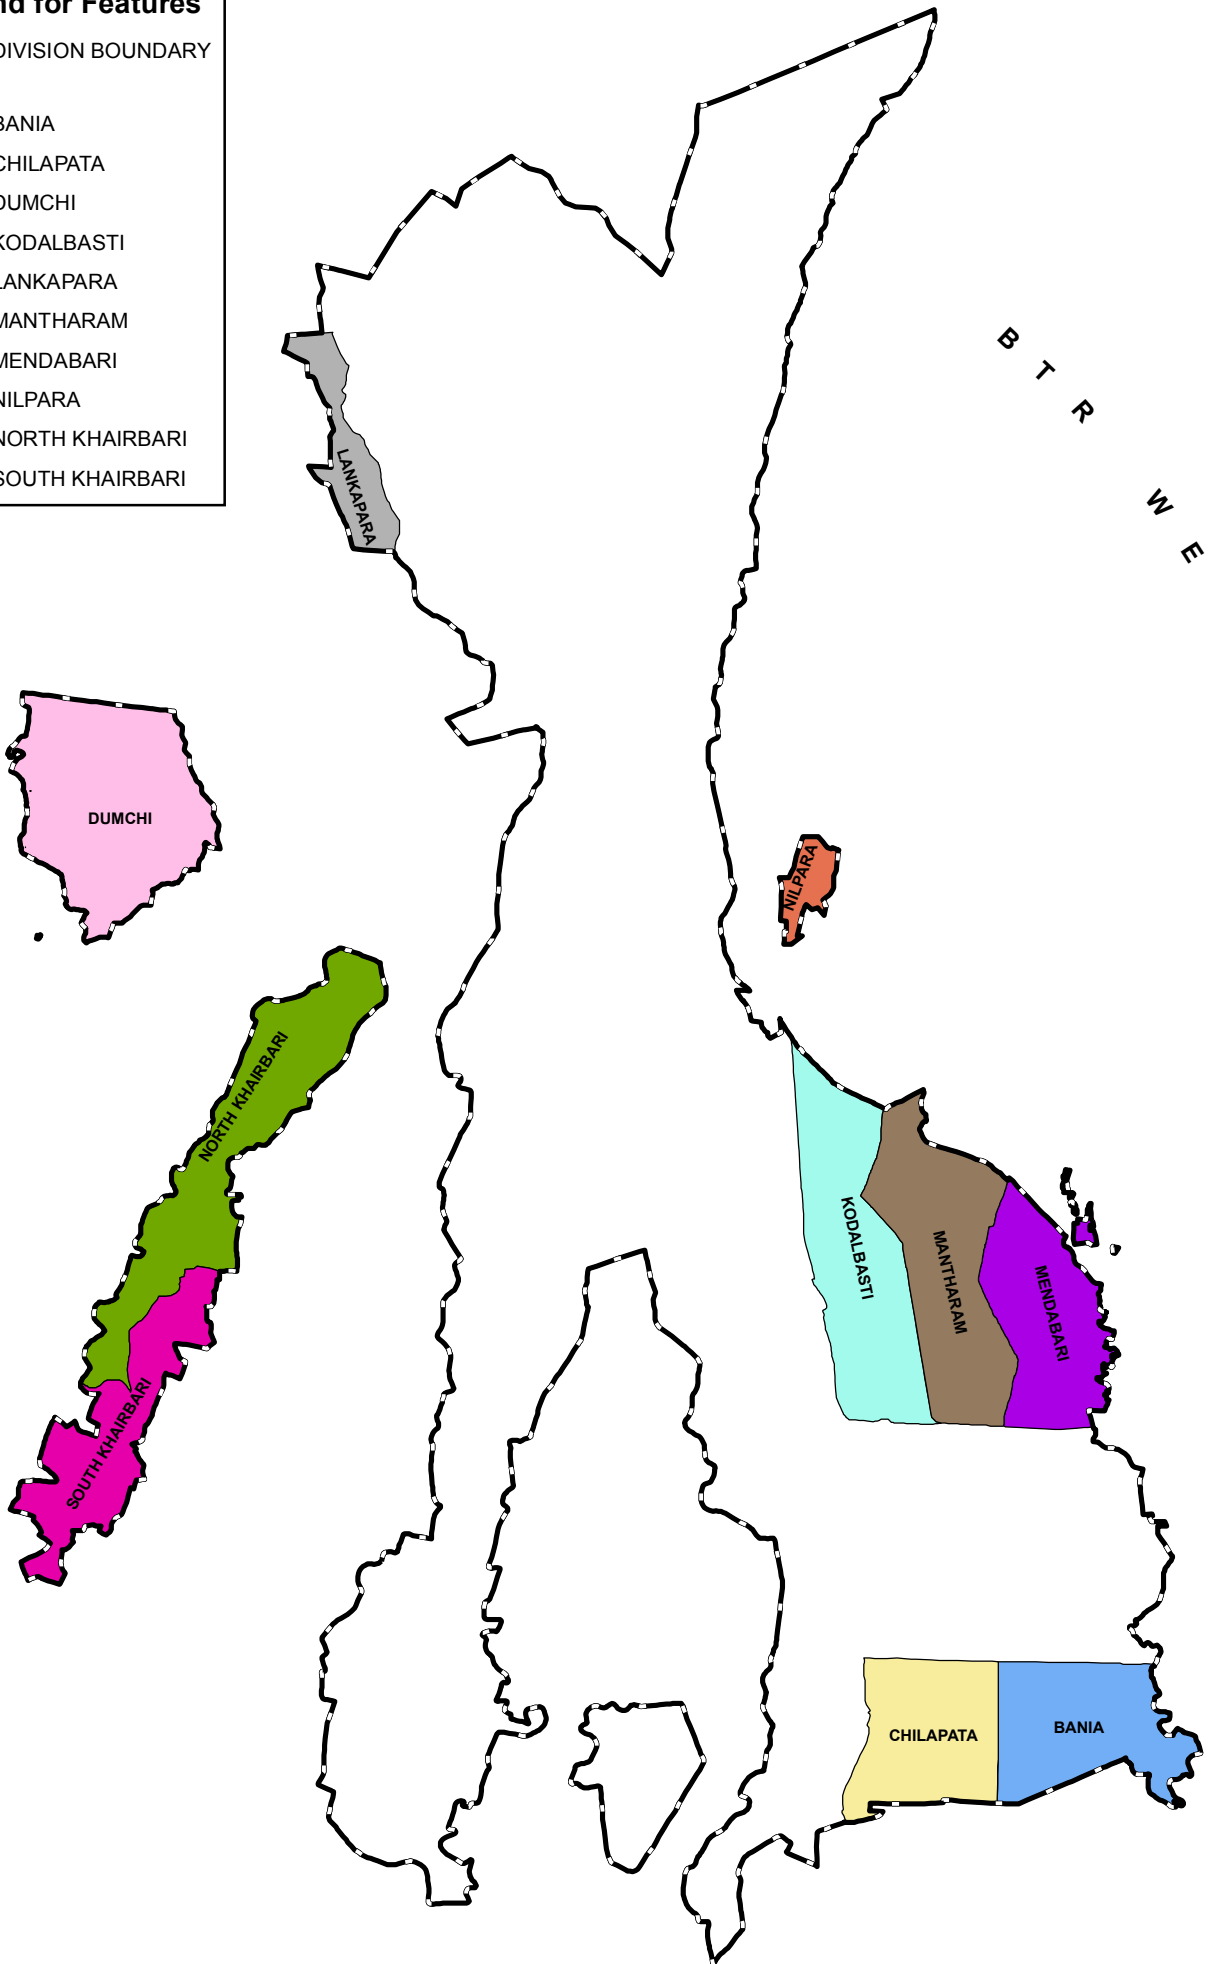 nd for Features
DIVISION BOUNDARY
BANIA
CHILAPATA
DUMCHI
KODALBASTI
LANKAPARA
MANTHARAM
MENDABARI
NILPARA
NORTH KHAIRBARI
SOUTH KHAIRBARI
B T R W E
LANKAPARA
DUMCHI
NILPARA
NORTH KHAIRBARI
KODALBASTI
MANTHARAM
MENDABARI
SOUTH KHAIRBARI
CHILAPATA
BANIA